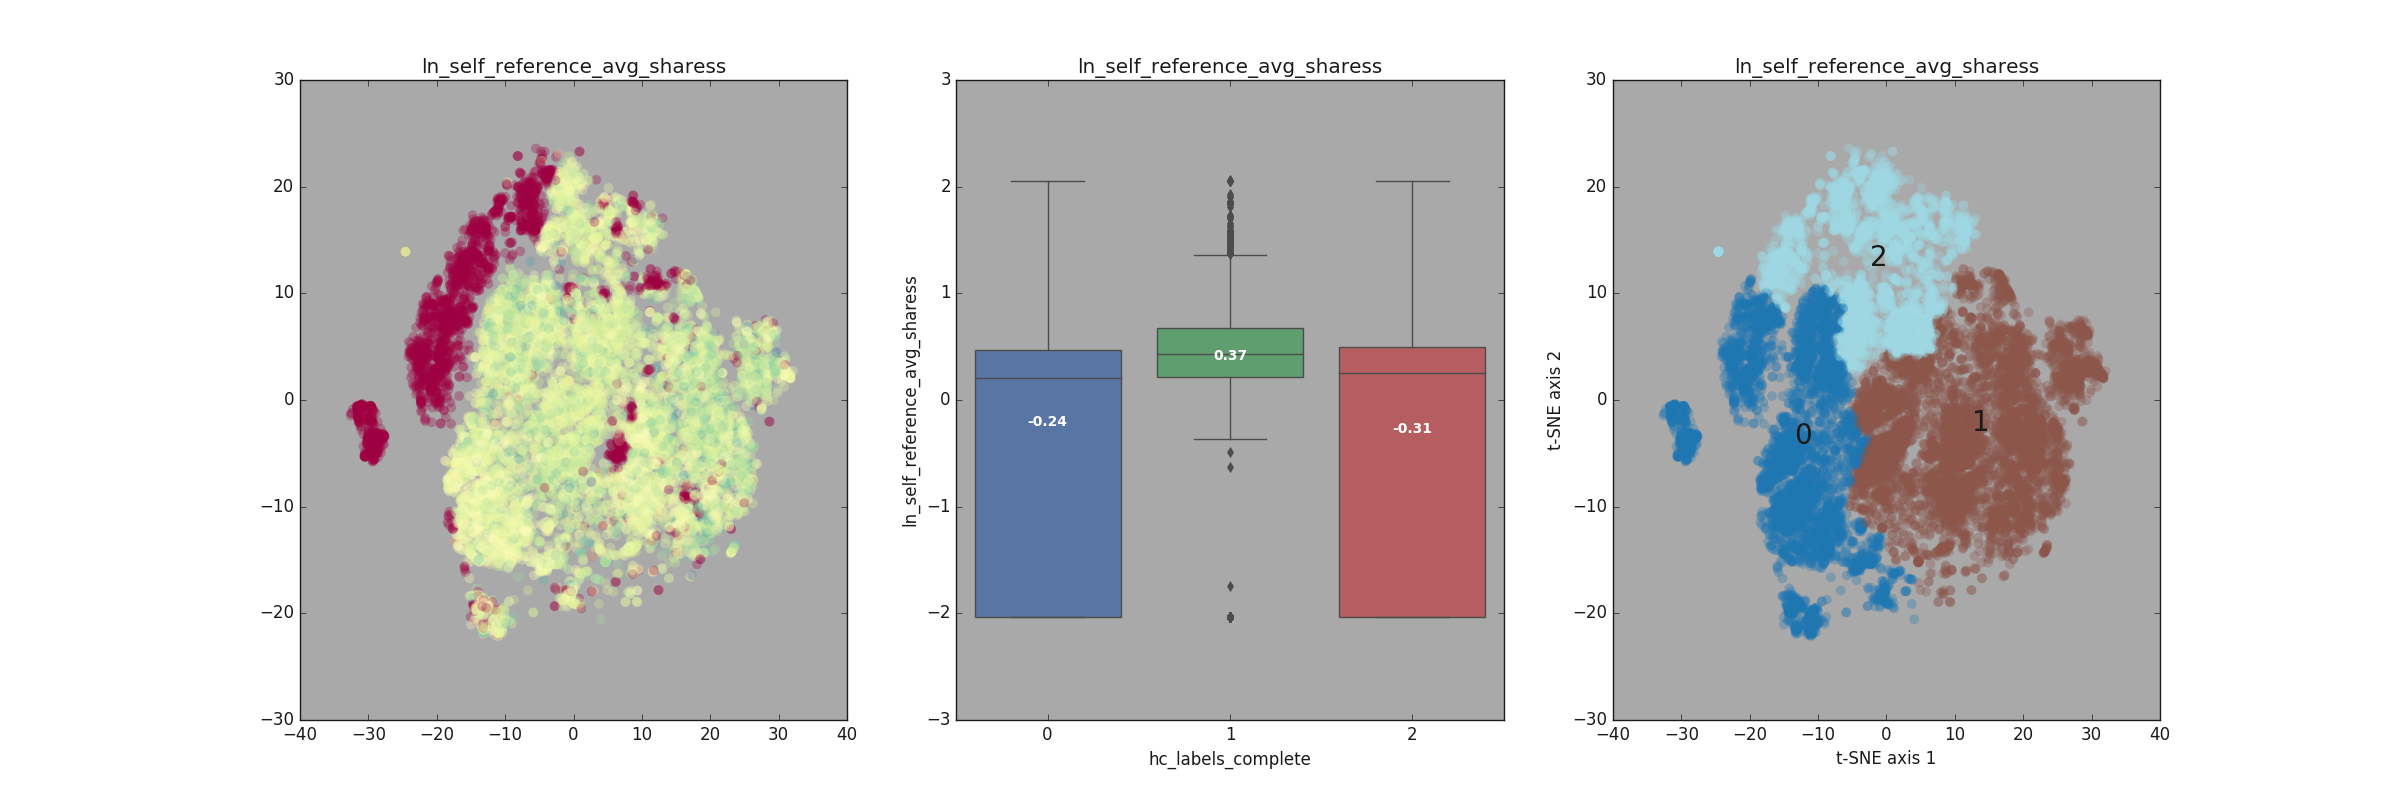 ln_self_reference_avg_sharess
30
20
10
0
−10
−20
−30
−40 −30 −20 −10 0 10 20 30 40
ln_self_reference_avg_sharess
ln_self_reference_avg_sharess
3
2
1
0
−1
−2
−3
0.37
-0.24
-0.31
0 1 2
hc_labels_complete
ln_self_reference_avg_sharess
t-SNE axis 2
30
20
10
0
−10
−20
−30
2
1
0
−40 −30 −20 −10 0 10 20 30 40
t-SNE axis 1